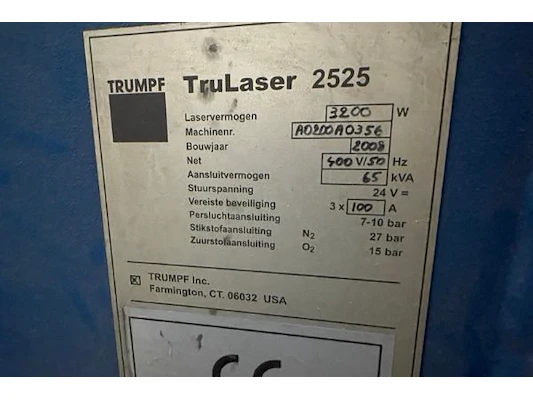 TRUMPF TruLaser 2525
Laservermogen 3200 W
Machinenr. A0200A0356
Bouwjaar 2008
Net 400 V/50 Hz
Aansluitvermogen 65 kVA
Stuurspanning 24 V =
Vereiste beveiliging 3 x 100 A
Persluchtaansluiting 7-10 bar
Stikstofaansluiting N2 27 bar
Zuurstofaansluiting O2 15 bar
TRUMPF Inc.
Farmington, CT. 06032 USA
CE